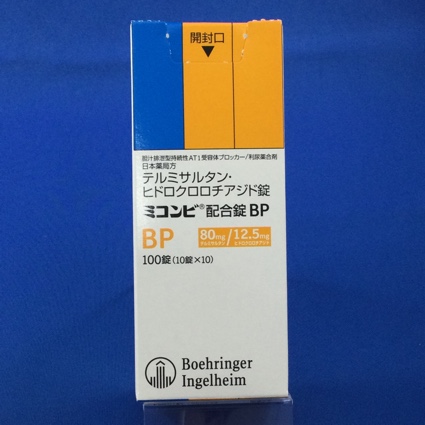 開封口
胆汁排泄型持続性AT1受容体ブロッカー/利尿薬合剤
日本薬局方
テルミサルタン・
ヒドロクロロチアジド錠
ミコンビ®配合錠BP
BP 80mg/12.5mg
テルミサルタン ヒドロクロロチアジド
100錠(10錠×10)
Boehringer
Ingelheim